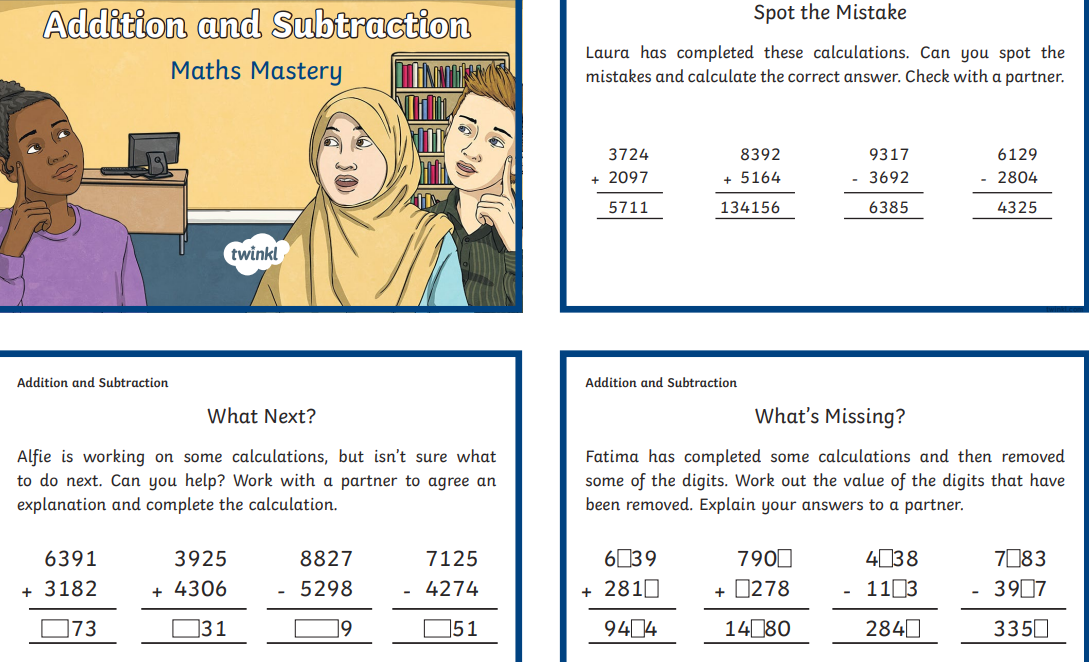 Addition and Subtraction
Maths Mastery
twinkl
Spot the Mistake
Laura has completed these calculations. Can you spot the
mistakes and calculate the correct answer. Check with a partner.
3724 8392 9317 6129
+ 2097 + 5164 - 3692 - 2804
5711 134156 6385 4325
Addition and Subtraction
What Next?
Alfie is working on some calculations, but isn't sure what
to do next. Can you help? Work with a partner to agree an
explanation and complete the calculation.
6391 3925 8827 7125
+ 3182 + 4306 - 5298 - 4274
□73 □31 □9 □51
Addition and Subtraction
What's Missing?
Fatima has completed some calculations and then removed
some of the digits. Work out the value of the digits that have
been removed. Explain your answers to a partner.
6□39 790□ 4□38 7□83
+ 281□ + □278 - 11□3 - 39□7
94□4 14□80 284□ 335□